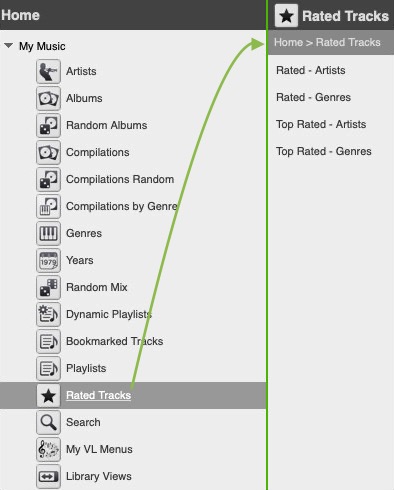 Home
My Music
Artists
Albums
Random Albums
Compilations
Compilations Random
Compilations by Genre
Genres
1979
Years
Random Mix
Dynamic Playlists
Bookmarked Tracks
Playlists
Rated Tracks
Search
My VL Menus
Library Views
Rated Tracks
Home > Rated Tracks
Rated - Artists
Rated - Genres
Top Rated - Artists
Top Rated - Genres